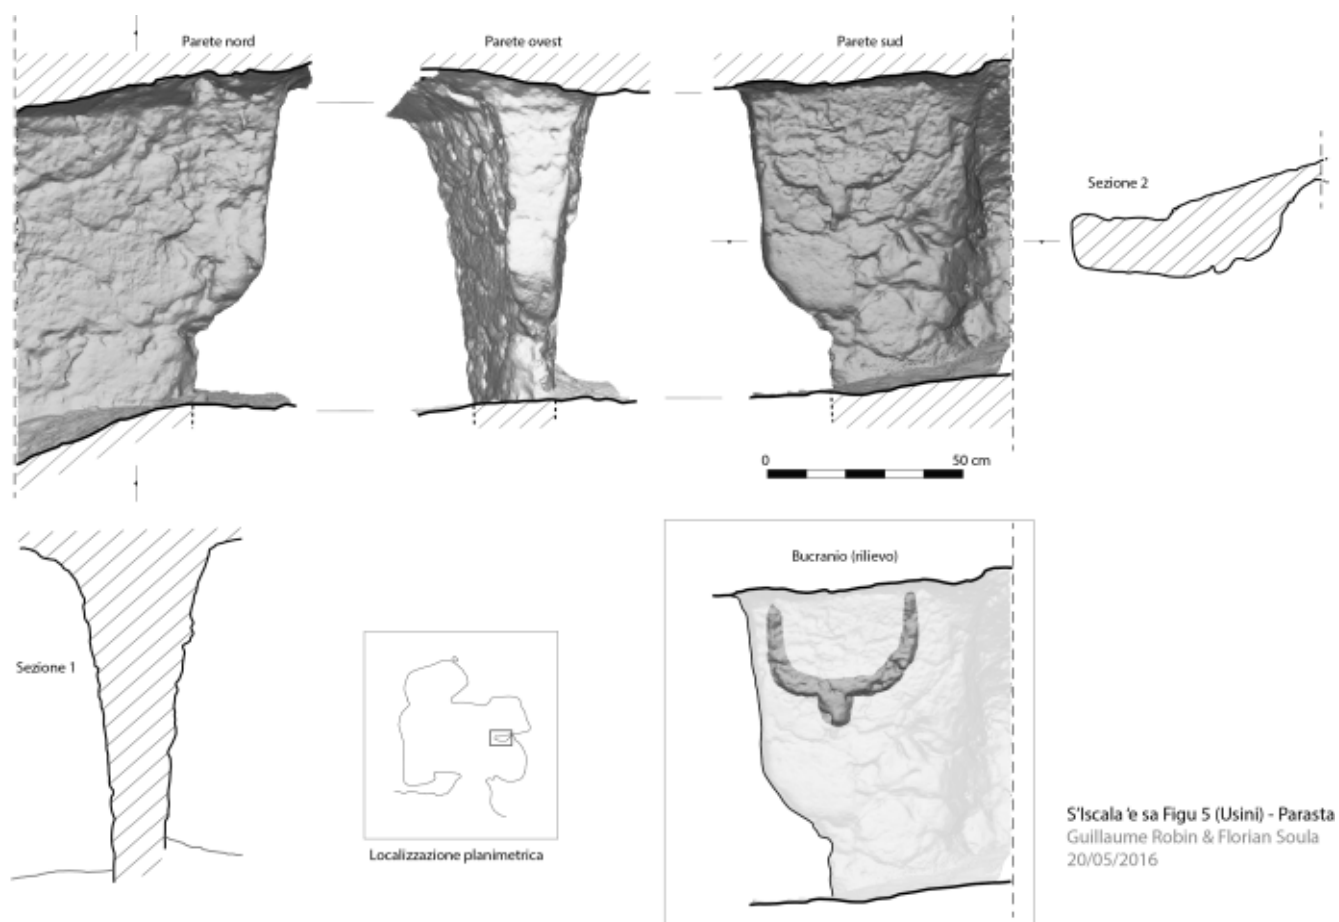 Parete nord
Parete ovest
Parete sud
Sezione 2
0
50 cm
Bucranio (rilievo)
Sezione 1
Localizzazione planimetrica
S'Iscala 'e sa Figu 5 (Usini) - Parasta
Guillaume Robin & Florian Soula
20/05/2016